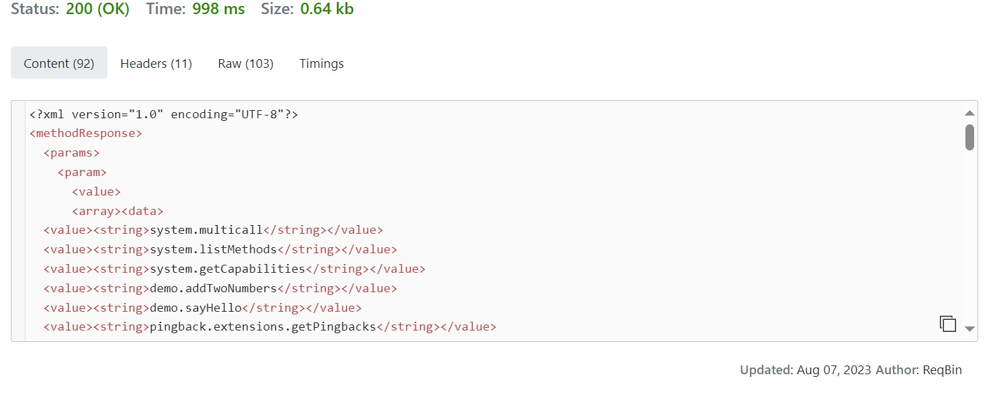 Status: 200 (OK) Time: 998 ms Size: 0.64 kb
Content (92) Headers (11) Raw (103) Timings
<?xml version="1.0" encoding="UTF-8"?>
<methodResponse>
<params>
<param>
<value>
<array><data>
<value><string>system.multicall</string></value>
<value><string>system.listMethods</string></value>
<value><string>system.getCapabilities</string></value>
<value><string>demo.addTwoNumbers</string></value>
<value><string>demo.sayHello</string></value>
<value><string>pingback.extensions.getPingbacks</string></value>
Updated: Aug 07, 2023 Author: ReqBin